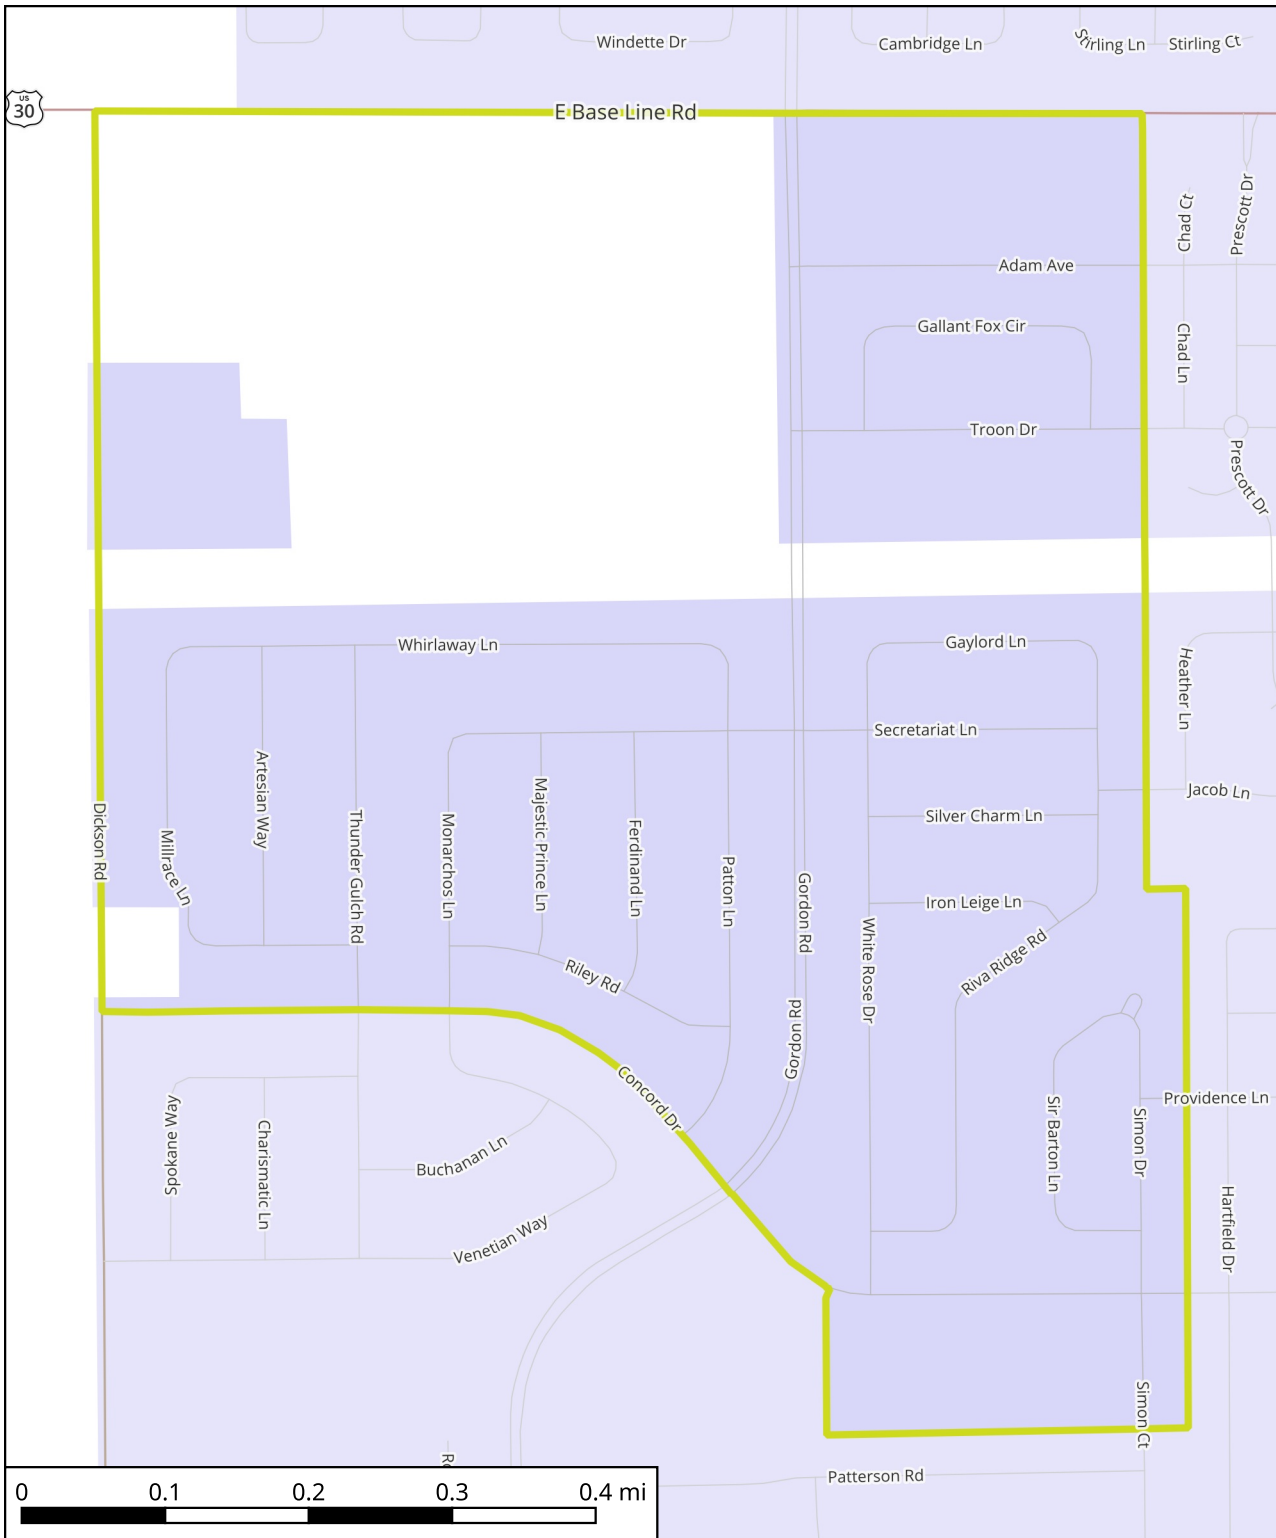 Windette Dr
Cambridge Ln
Stirling Ln
Stirling Ct
US
30
E Base Line Rd
Chad Ct
Prescott Dr
Adam Ave
Gallant Fox Cir
Chad Ln
Troon Dr
Prescott Dr
Whirlaway Ln
Gaylord Ln
Heather Ln
Secretariat Ln
Artesian Way
Jacob Ln
Dickson Rd
Millrace Ln
Thunder Gulch Rd
Monarchos Ln
Majestic Prince Ln
Ferdinand Ln
Patton Ln
Silver Charm Ln
Gordon Rd
Iron Leige Ln
White Rose Dr
Riley Rd
Riva Ridge Rd
Gordon Rd
Concord Dr
Providence Ln
Spokane Way
Charismatic Ln
Buchanan Ln
Sir Barton Ln
Simon Dr
Venetian Way
Hartfield Dr
Simon Ct
Ro
Patterson Rd
0 0.1 0.2 0.3 0.4 mi